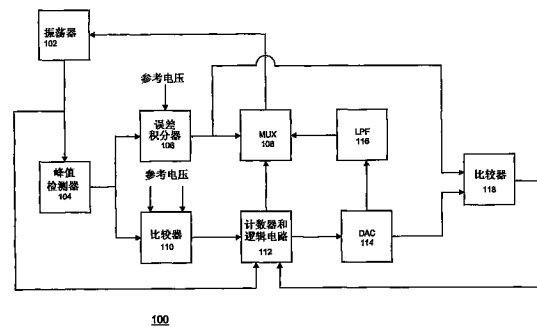 振荡器
102
参考电压
误差
积分器
106
MUX
108
LPF
116
峰值
检测器
104
参考电压
比较器
110
计数器和
逻辑电路
112
DAC
114
比较器
118
100